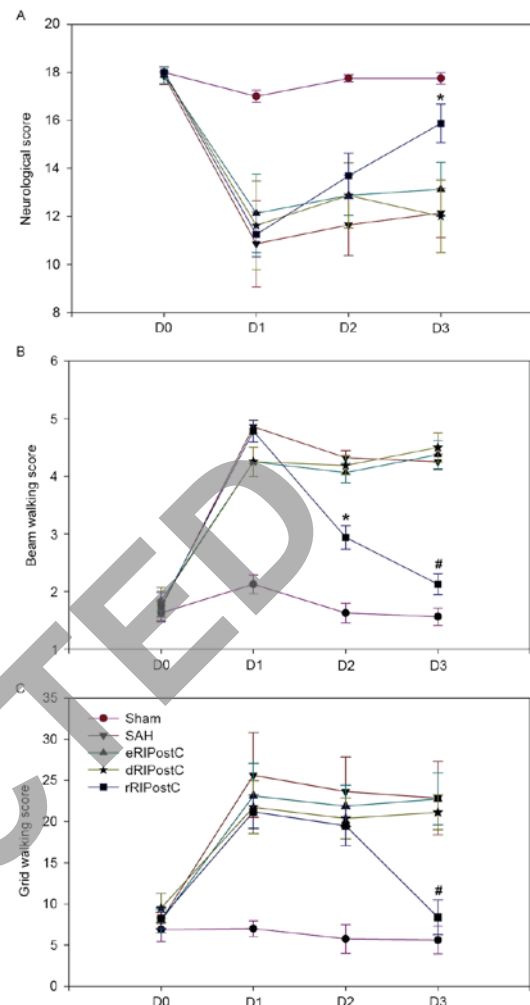 A
20
18
16
14
12
10
8
Neurological score
*
D0 D1 D2 D3
B
6
5
4
3
2
1
Beam walking score
*
#
D0 D1 D2 D3
C
35
30
25
20
15
10
5
0
Grid walking score
Sham
SAH
eRIPostC
dRIPostC
rRIPostC
#
D0 D1 D2 D3
CTED